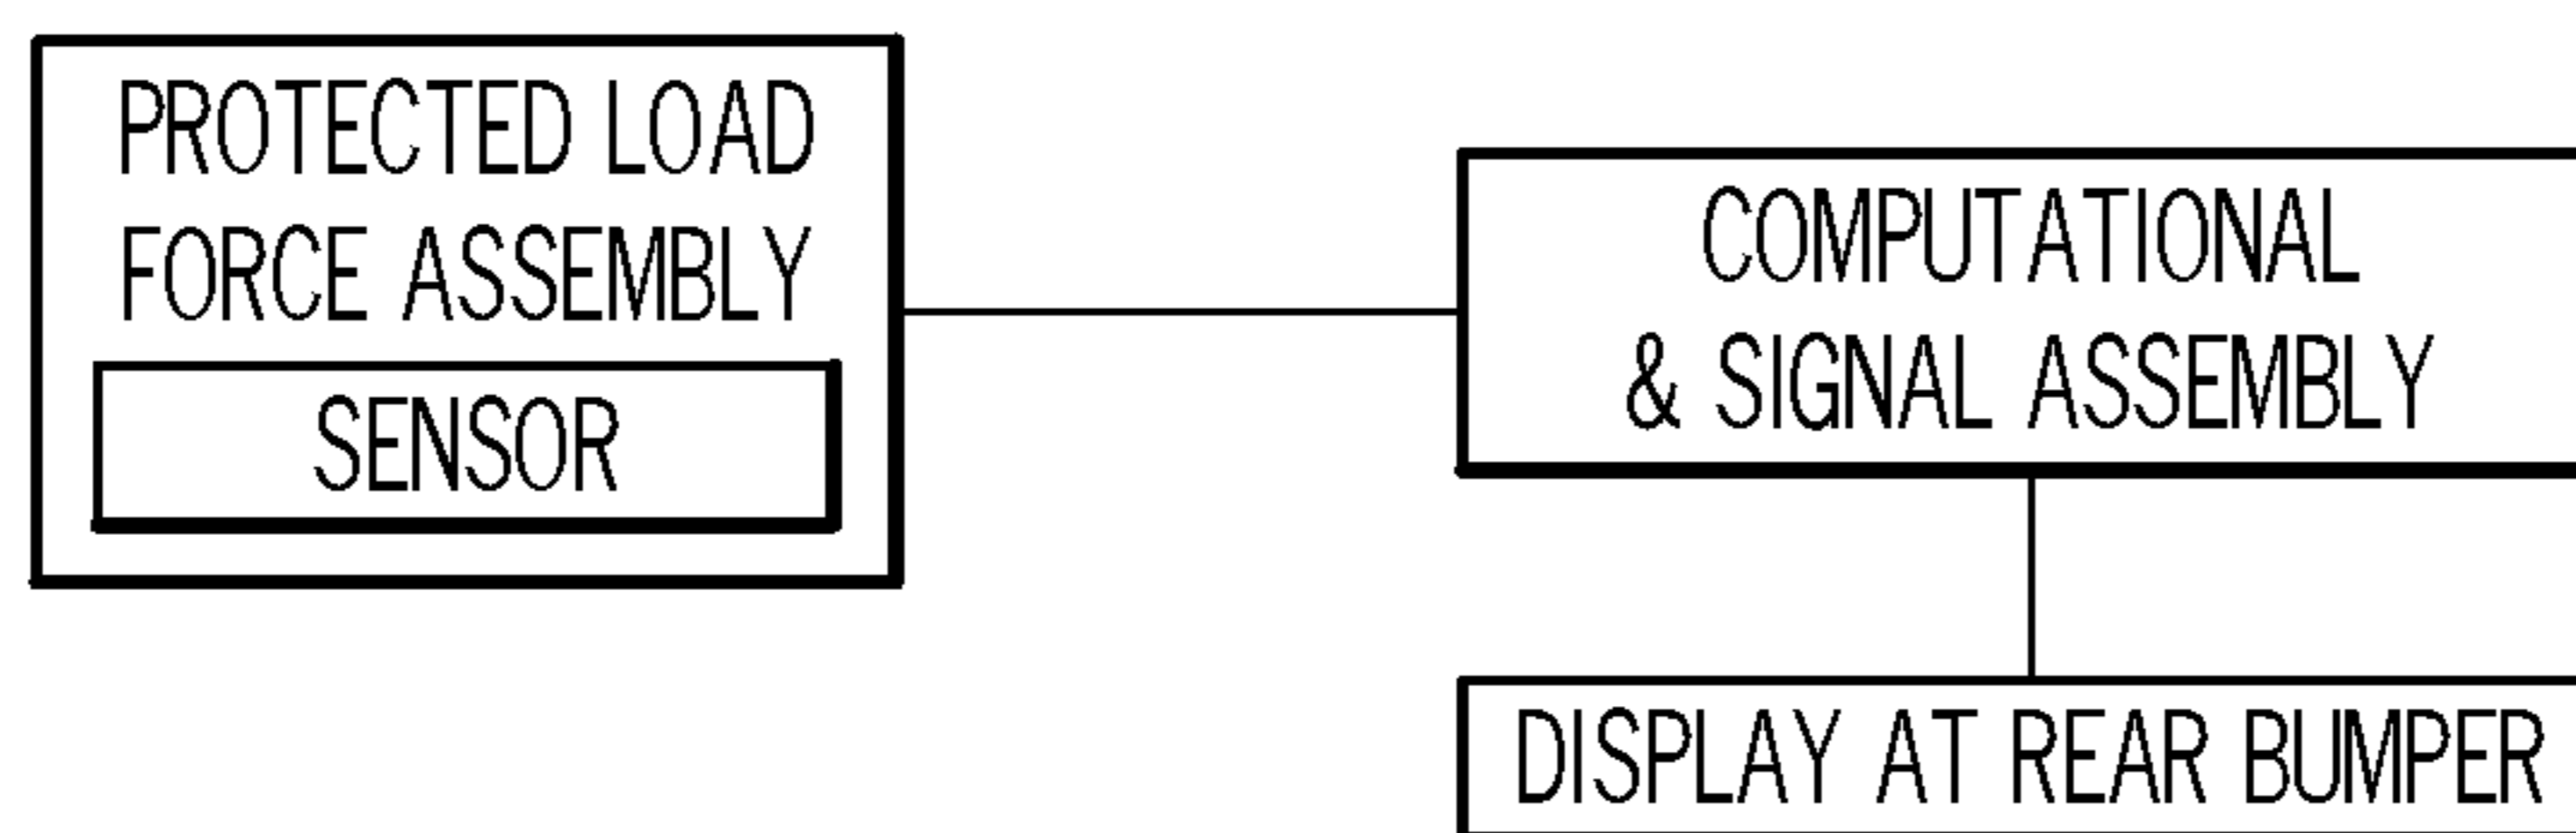 PROTECTED LOAD
FORCE ASSEMBLY
SENSOR
COMPUTATIONAL
& SIGNAL ASSEMBLY
DISPLAY AT REAR BUMPER